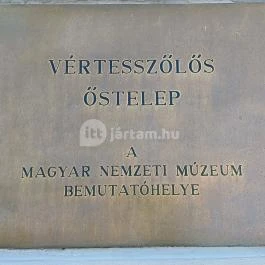 VÉRTESSZŐLŐS
ŐSTELEP
itt jártam.hu
A
MAGYAR NEMZETI MÚZEUM
BEMUTATÓHELYE